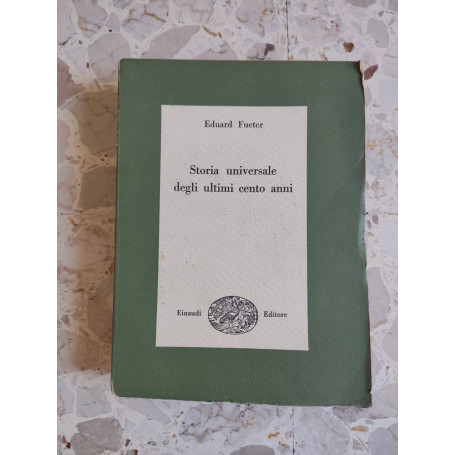 Eduard Fueter
Storia universale
degli ultimi cento anni
Einaudi Editore